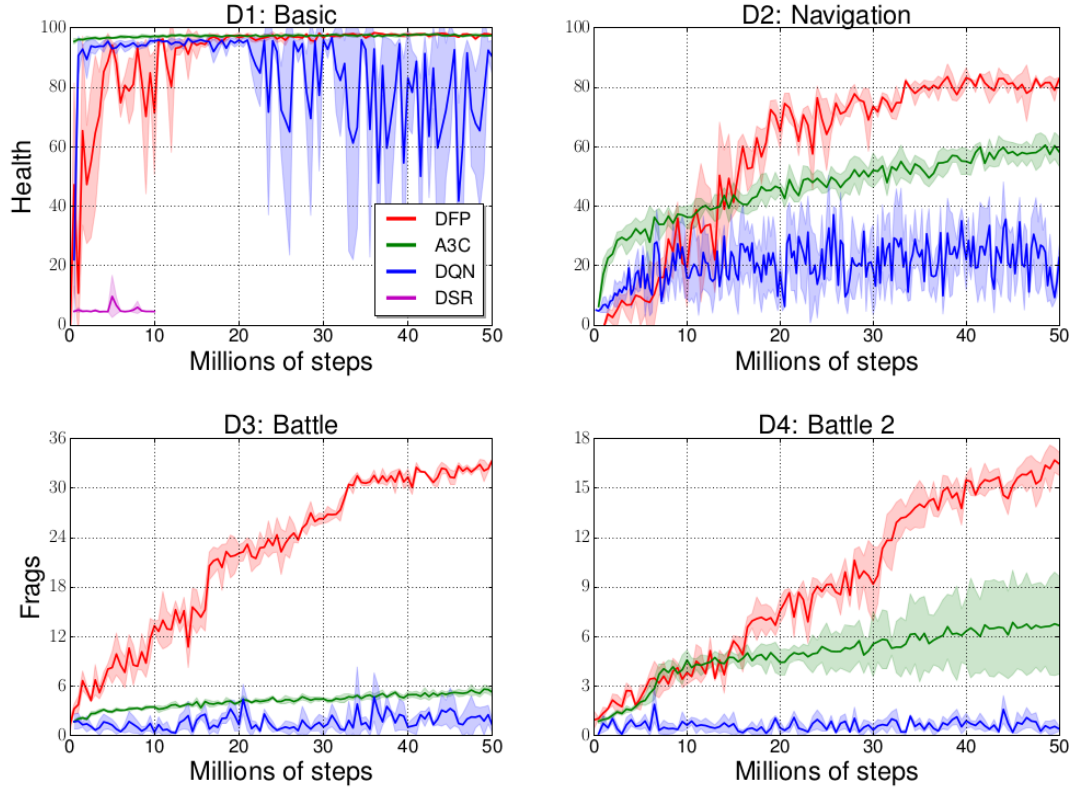 D1: Basic
100
80
60
40
20
0
Health
DFP
A3C
DQN
DSR
0 10 20 30 40 50
Millions of steps
D2: Navigation
100
80
60
40
20
0
0 10 20 30 40 50
Millions of steps
D3: Battle
36
30
24
18
12
6
0
Frags
0 10 20 30 40 50
Millions of steps
D4: Battle 2
18
15
12
9
6
3
0
0 10 20 30 40 50
Millions of steps